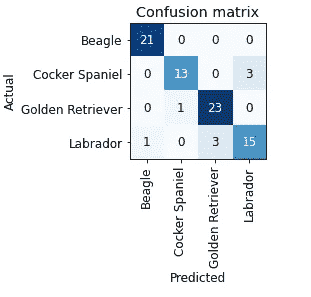 Confusion matrix
Actual
Beagle 21 0 0 0
Cocker Spaniel 0 13 0 3
Golden Retriever 0 1 23 0
Labrador 1 0 3 15
Beagle Cocker Spaniel Golden Retriever Labrador
Predicted